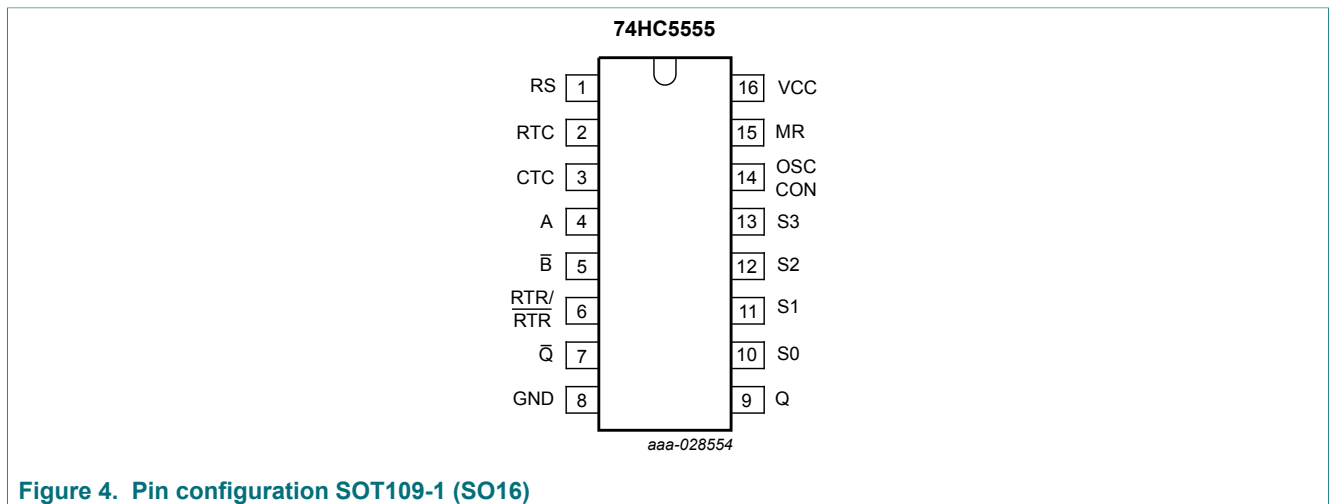 74HC5555
RS 1
16 VCC
RTC 2
15 MR
CTC 3
14 OSC
CON
A 4
13 S3
B̅ 5
12 S2
RTR/
R̅T̅R̅ 6
11 S1
Q̅ 7
10 S0
GND 8
9 Q
aaa-028554
Figure 4. Pin configuration SOT109-1 (SO16)